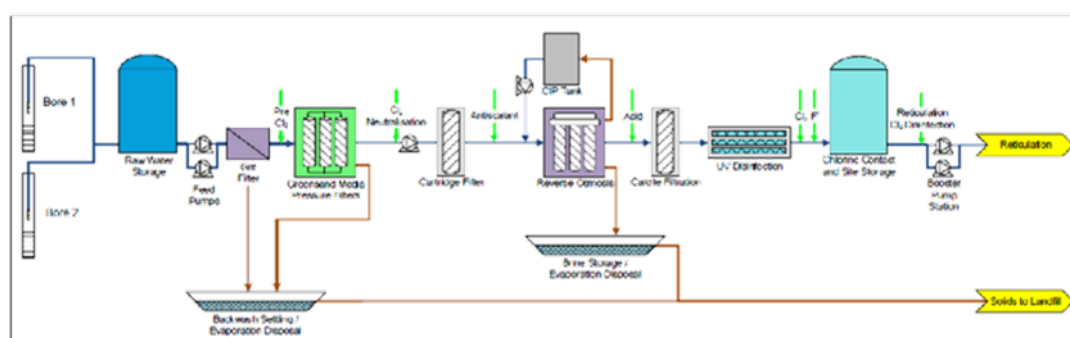 Bore 1
Bore 2
Raw Water
Storage
Feed
Pumps
Grit
Filter
Pre
Cl₂
Greensand Media
Pressure Filters
Cl₂
Neutralisation
Cartridge Filter
Antiscalant
CIP Tank
Reverse Osmosis
Acid
Calcite Filtration
UV Disinfection
Cl₂ F
Chlorine Contact
and Site Storage
Reticulation
Cl₂ Disinfection
Booster
Pump
Station
Reticulation
Brine Storage /
Evaporation Disposal
Backwash Settling /
Evaporation Disposal
Solids to Landfill